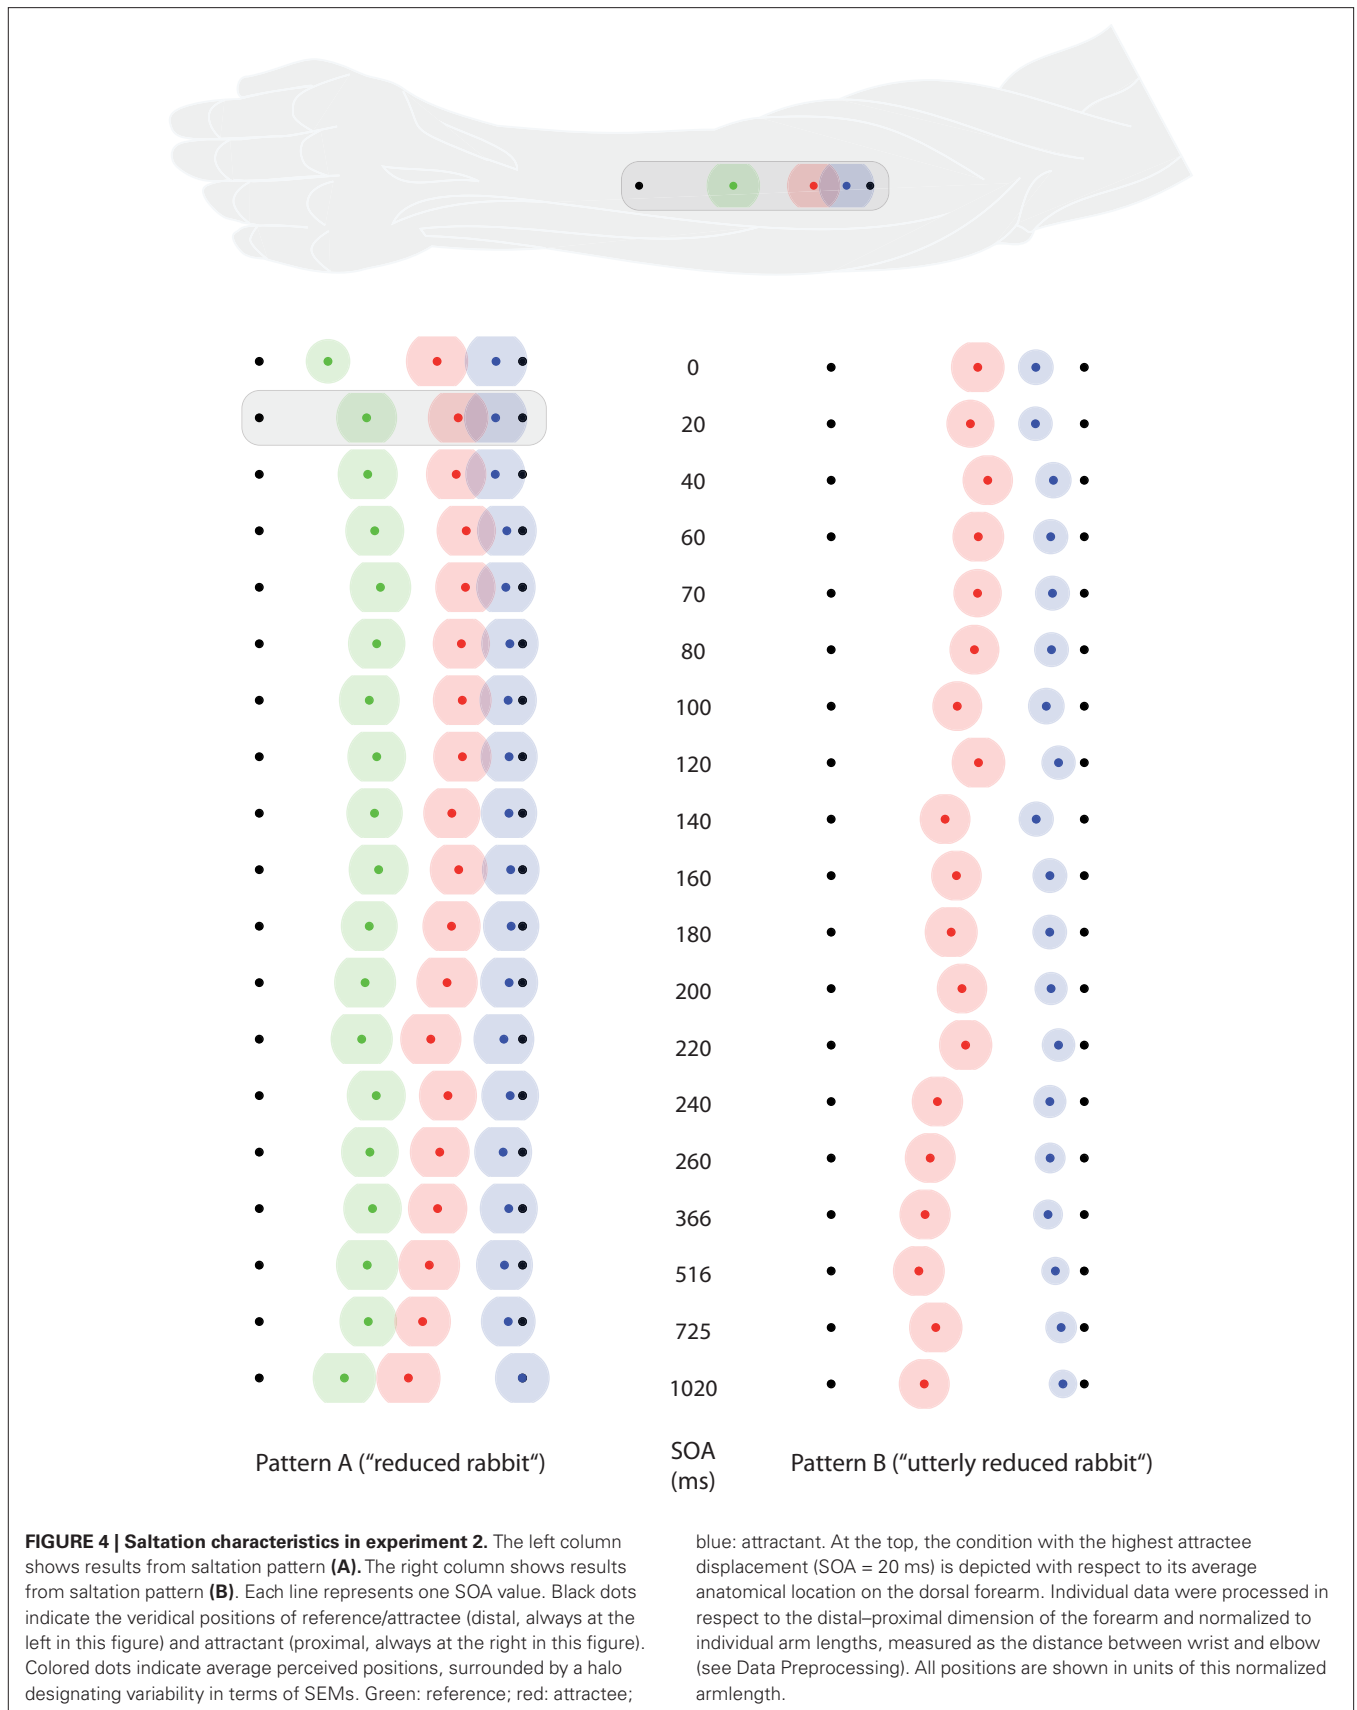 0
20
40
60
70
80
100
120
140
160
180
200
220
240
260
366
516
725
1020
Pattern A (“reduced rabbit“)
SOA
(ms)
Pattern B (“utterly reduced rabbit“)
FIGURE 4 | Saltation characteristics in experiment 2. The left column
shows results from saltation pattern (A). The right column shows results
from saltation pattern (B). Each line represents one SOA value. Black dots
indicate the veridical positions of reference/attractee (distal, always at the
left in this figure) and attractant (proximal, always at the right in this figure).
Colored dots indicate average perceived positions, surrounded by a halo
designating variability in terms of SEMs. Green: reference; red: attractee;
blue: attractant. At the top, the condition with the highest attractee
displacement (SOA = 20 ms) is depicted with respect to its average
anatomical location on the dorsal forearm. Individual data were processed in
respect to the distal–proximal dimension of the forearm and normalized to
individual arm lengths, measured as the distance between wrist and elbow
(see Data Preprocessing). All positions are shown in units of this normalized
armlength.